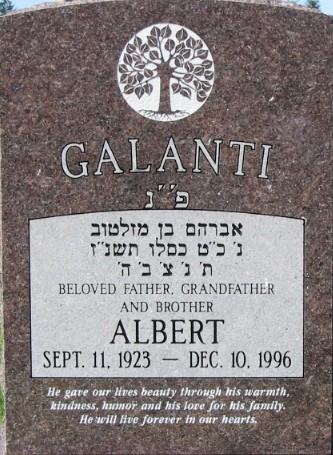 GALANTI
פ״נ
אברהם בן מזלטוב
נ׳ כ״ט כסלו תשנ״ז
ת׳ נ׳ צ׳ ב׳ ה׳
BELOVED FATHER, GRANDFATHER
AND BROTHER
ALBERT
SEPT. 11, 1923 — DEC. 10, 1996
He gave our lives beauty through his warmth,
kindness, humor and his love for his family.
He will live forever in our hearts.